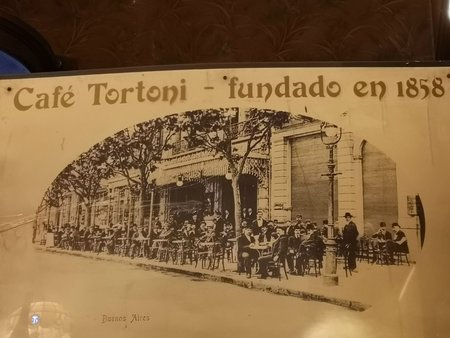 Café Tortoni - fundado en 1858
- Buenos Aires